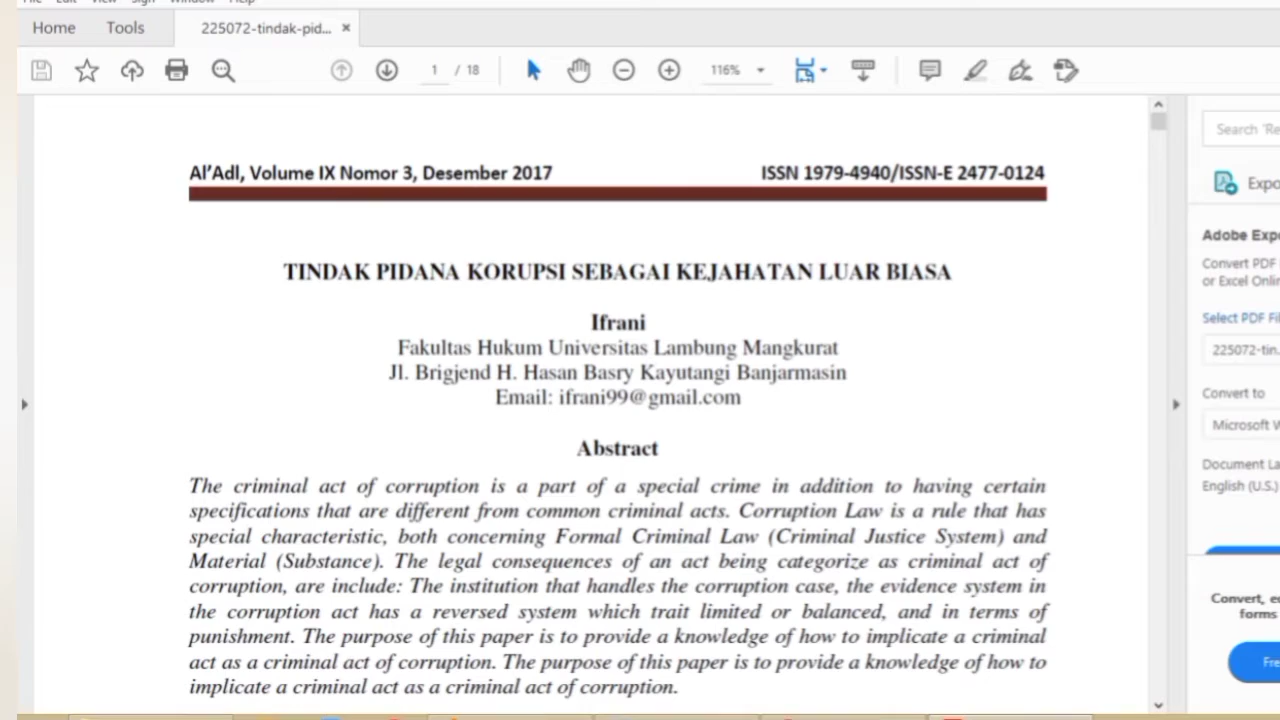 File Edit View Sign Window Help
Home Tools 225072-tindak-pid... ×
1 / 18 116%
Search 'Re
Al'Adl, Volume IX Nomor 3, Desember 2017 ISSN 1979-4940/ISSN-E 2477-0124
Expo
TINDAK PIDANA KORUPSI SEBAGAI KEJAHATAN LUAR BIASA
Ifrani
Fakultas Hukum Universitas Lambung Mangkurat
Jl. Brigjend H. Hasan Basry Kayutangi Banjarmasin
Email: ifrani99@gmail.com
Abstract
The criminal act of corruption is a part of a special crime in addition to having certain
specifications that are different from common criminal acts. Corruption Law is a rule that has
special characteristic, both concerning Formal Criminal Law (Criminal Justice System) and
Material (Substance). The legal consequences of an act being categorize as criminal act of
corruption, are include: The institution that handles the corruption case, the evidence system in
the corruption act has a reversed system which trait limited or balanced, and in terms of
punishment. The purpose of this paper is to provide a knowledge of how to implicate a criminal
act as a criminal act of corruption. The purpose of this paper is to provide a knowledge of how to
implicate a criminal act as a criminal act of corruption.
Adobe Expo
Convert PDF
or Excel Onlin
Select PDF Fi
225072-tin.
Convert to
Microsoft W
Document La
English (U.S.)
Convert, e
forms
Fre